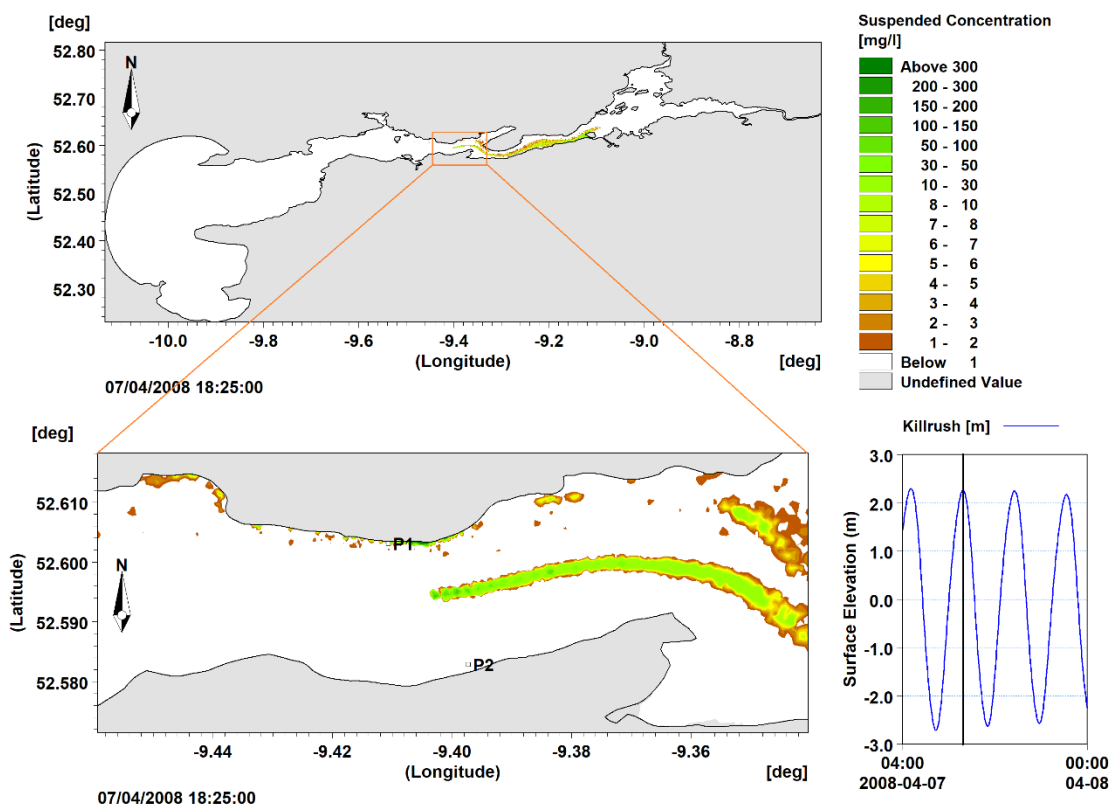 [deg]
52.80
52.70
52.60
52.50
52.40
52.30
(Latitude)
N
-10.0
-9.8
-9.6
-9.4
-9.2
-9.0
-8.8
(Longitude)
[deg]
07/04/2008 18:25:00
Suspended Concentration
[mg/l]
Above 300
200 - 300
150 - 200
100 - 150
50 - 100
30 - 50
10 - 30
8 - 10
7 - 8
6 - 7
5 - 6
4 - 5
3 - 4
2 - 3
1 - 2
Below 1
Undefined Value
[deg]
52.610
52.600
52.590
52.580
(Latitude)
N
P1
P2
-9.44
-9.42
-9.40
-9.38
-9.36
(Longitude)
[deg]
07/04/2008 18:25:00
Killrush [m]
3.0
2.0
1.0
0.0
-1.0
-2.0
-3.0
Surface Elevation (m)
04:00
00:00
2008-04-07
04-08